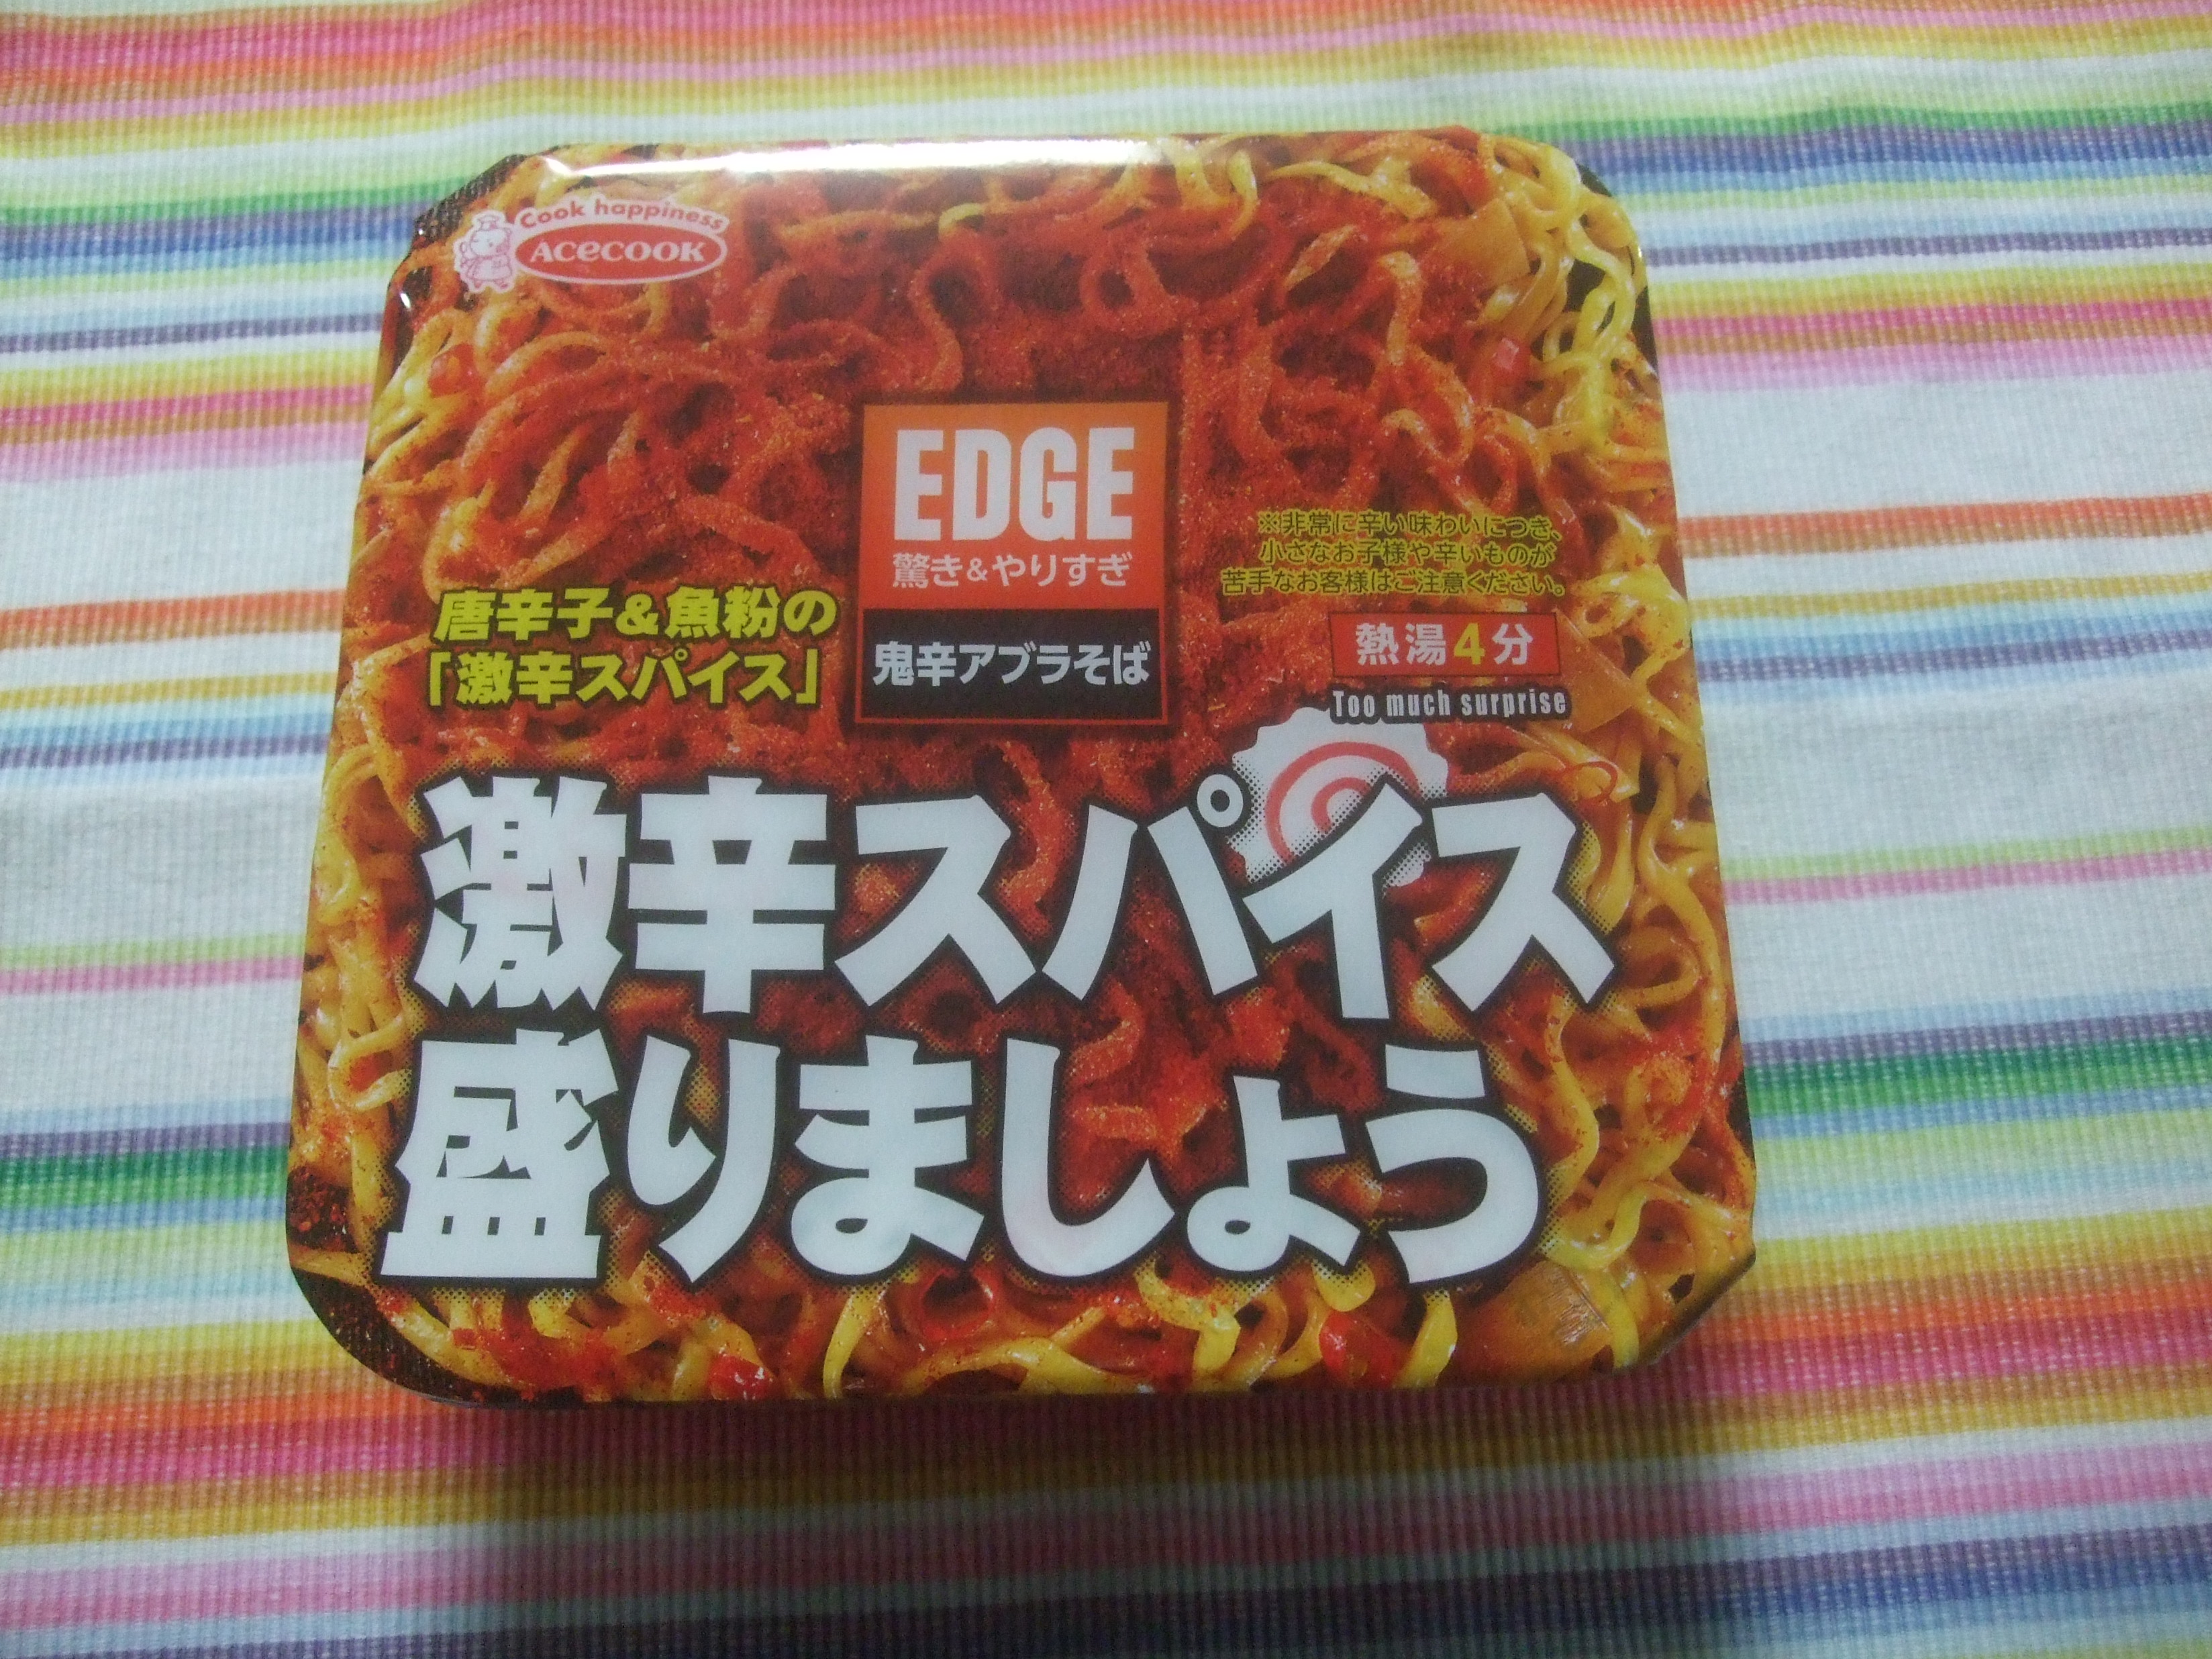 Cook happiness
Acecook
EDGE
驚き&やりすぎ
鬼辛アブラそば
唐辛子&魚粉の
「激辛スパイス」
※非常に辛い味わいにつき、
小さなお子様や辛いものが
苦手なお客様はご注意ください。
熱湯4分
Too much surprise
激辛スパイス
盛りましょう